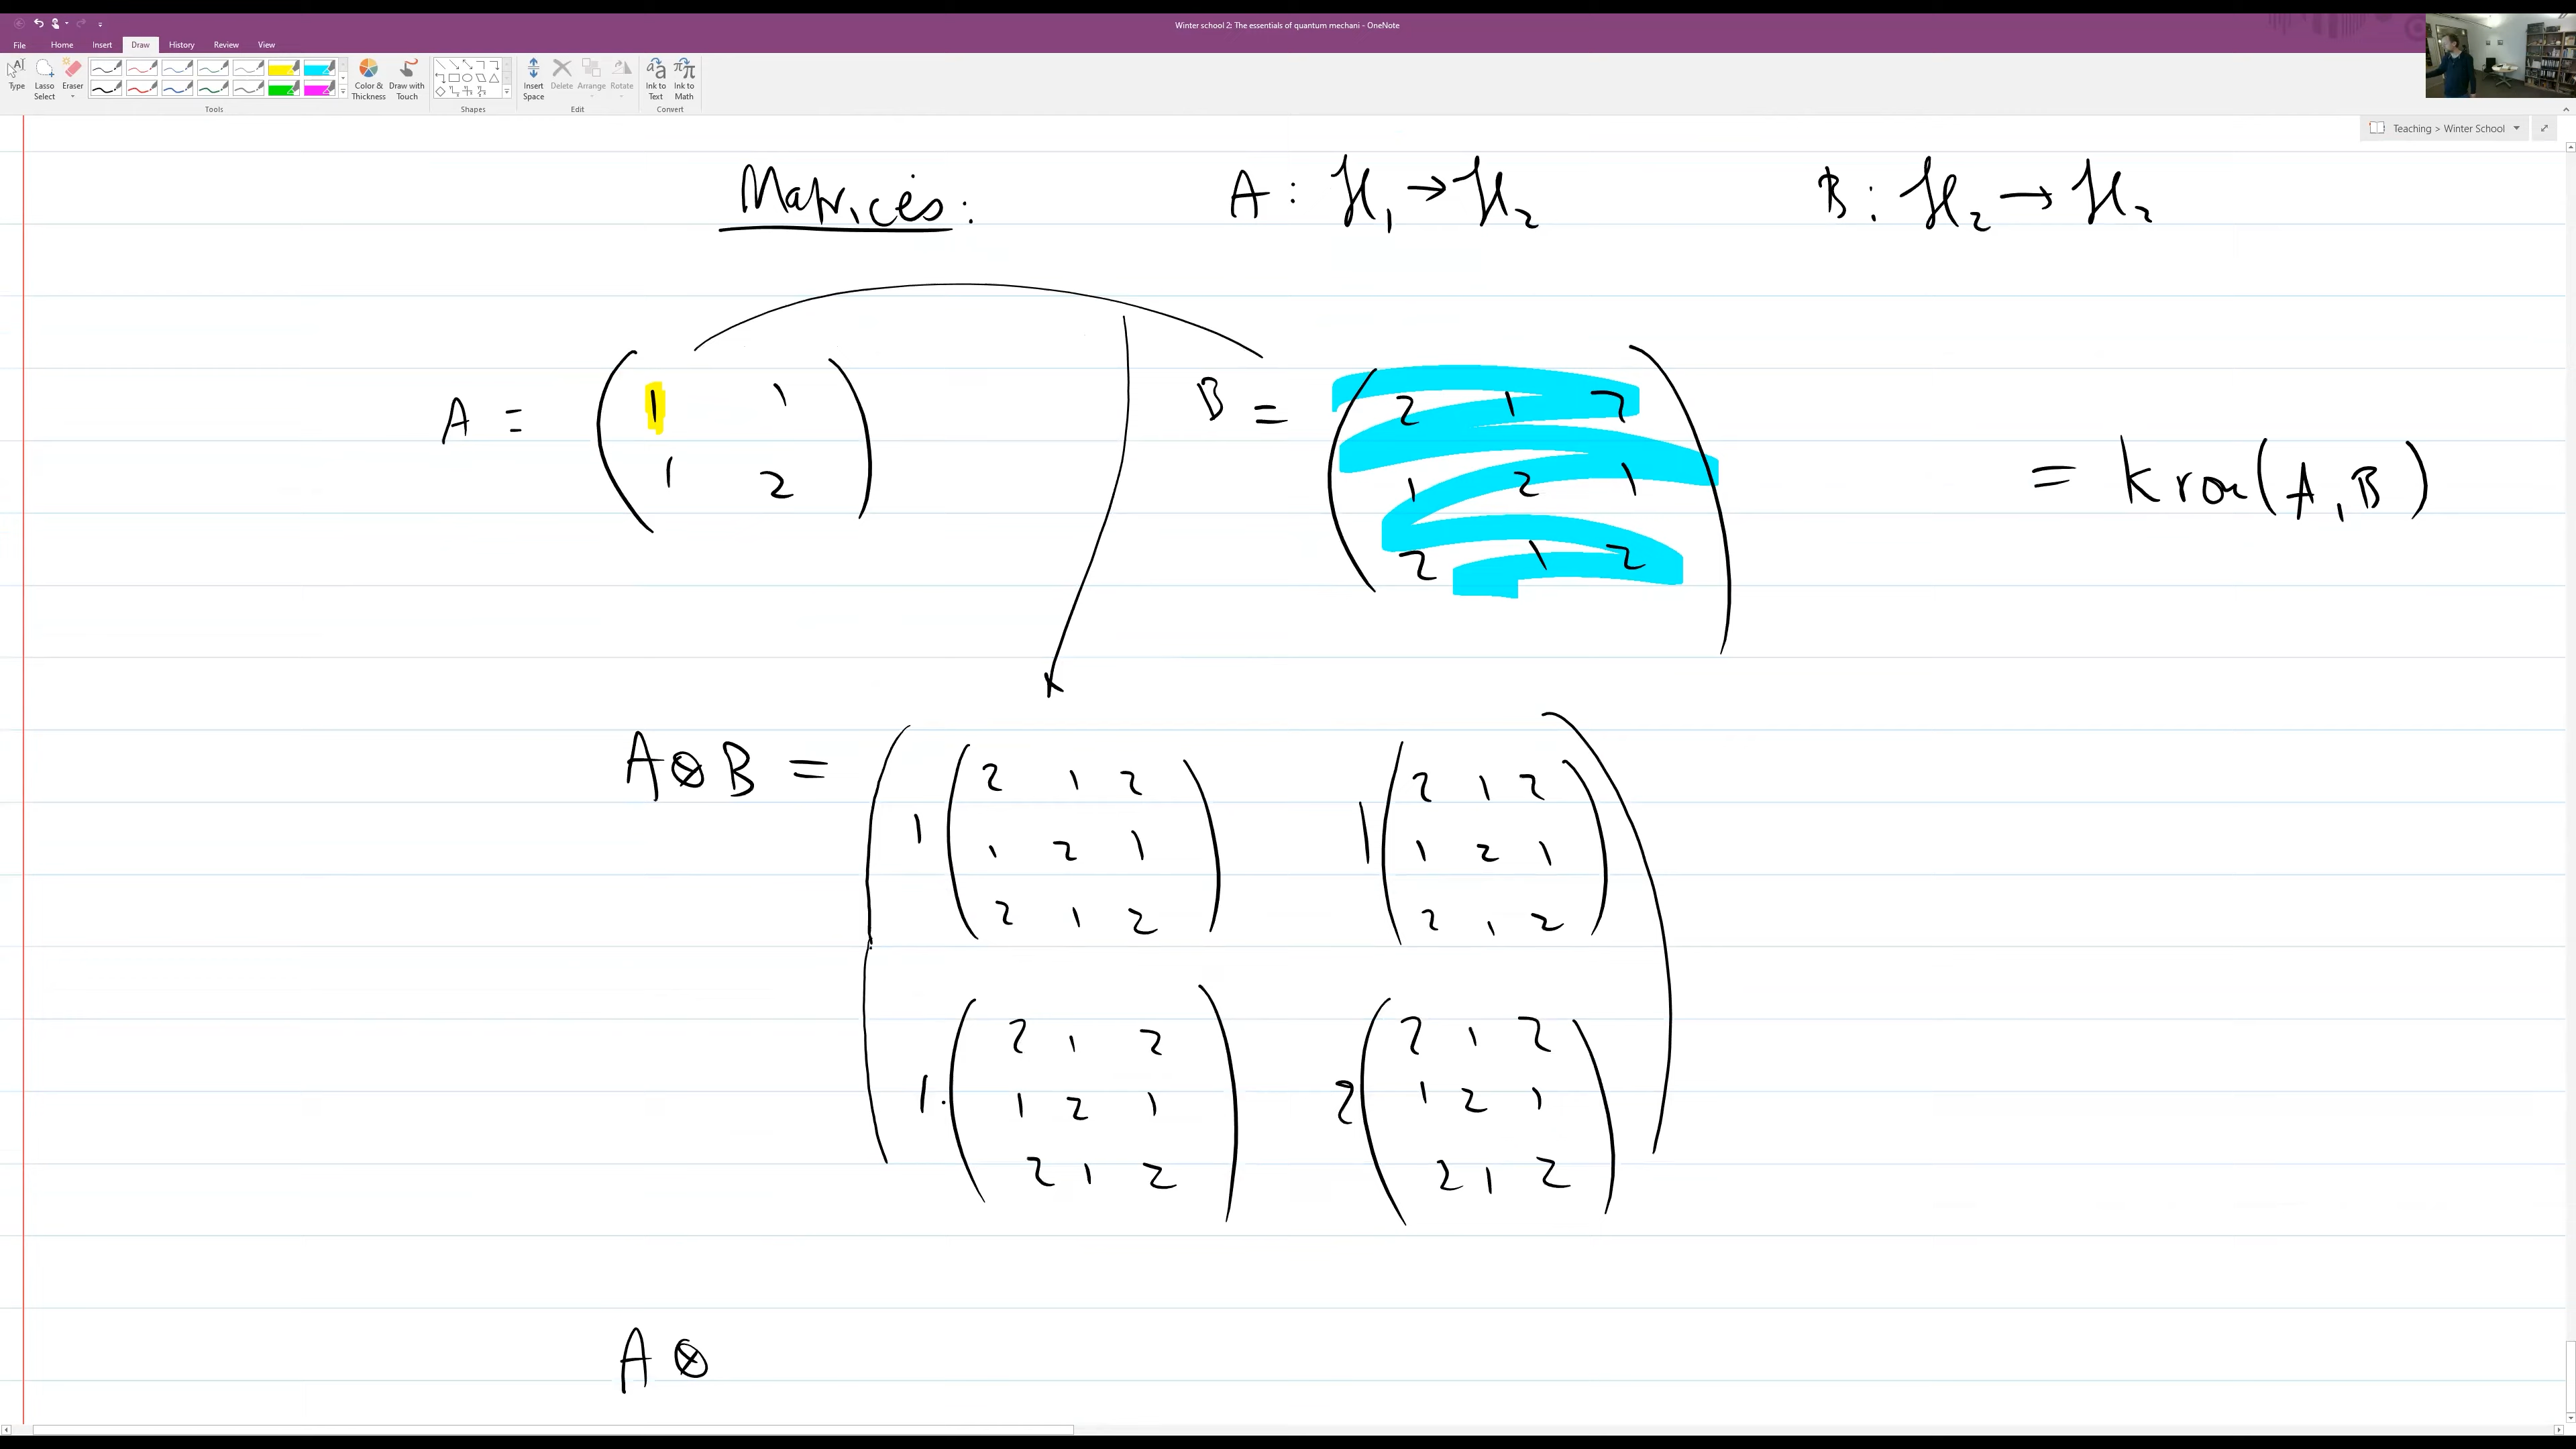 Winter school 2: The essentials of quantum mechani - OneNote
File Home Insert Draw History Review View
Type Lasso Select Eraser Color & Thickness Draw with Touch Insert Space Delete Arrange Rotate Ink to Text Ink to Math
Tools Shapes Edit Convert
Teaching > Winter School
Matrices: A: ℋ₁ → ℋ₂ B: ℋ₂ → ℋ₂
A = ( 1 1 B = ( 2 1 2
1 2 ) 1 2 1 = kron(A, B)
2 1 2 )
A⊗B = ( 1 ( 2 1 2 1 ( 2 1 2
1 2 1 1 2 1
2 1 2 ) 2 1 2 )
1. ( 2 1 2 2 ( 2 1 2
1 2 1 1 2 1
2 1 2 ) 2 1 2 ) )
A ⊗